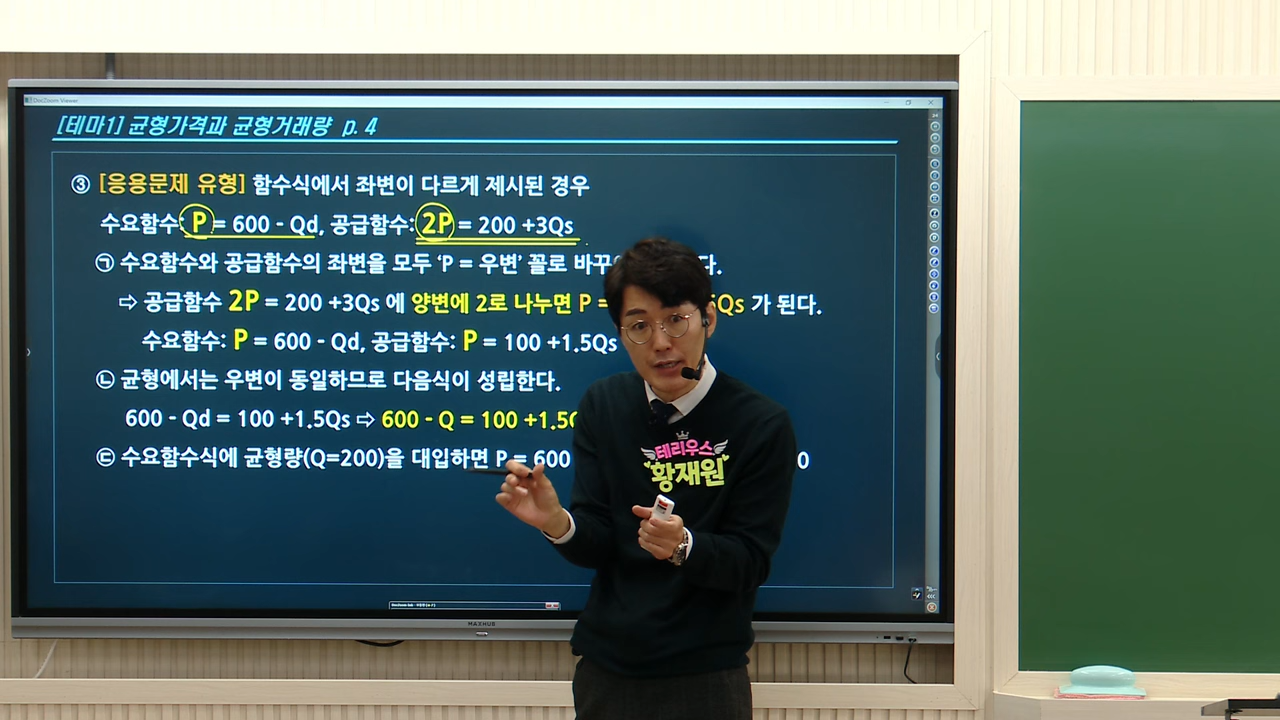 DocZoom Viewer
[테마1] 균형가격과 균형거래량 p. 4
③ [응용문제 유형] 함수식에서 좌변이 다르게 제시된 경우
수요함수: P = 600 - Qd, 공급함수: 2P = 200 +3Qs
㉠ 수요함수와 공급함수의 좌변을 모두 'P = 우변' 꼴로 바꾸 다.
⇨ 공급함수 2P = 200 +3Qs 에 양변에 2로 나누면 P = Qs 가 된다.
수요함수: P = 600 - Qd, 공급함수: P = 100 +1.5Qs
㉡ 균형에서는 우변이 동일하므로 다음식이 성립한다.
600 - Qd = 100 +1.5Qs ⇨ 600 - Q = 100 +1.5
㉢ 수요함수식에 균형량(Q=200)을 대입하면 P = 600 0
테리우스
황재원
MAXHUB